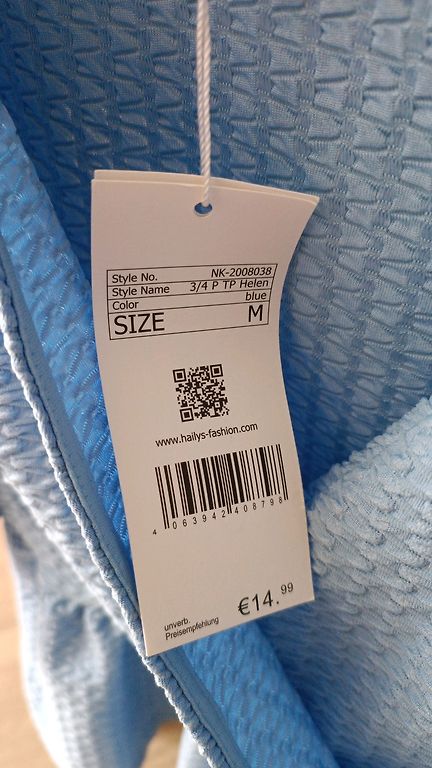 Style No. NK-2008038
Style Name 3/4 P TP Helen
Color blue
SIZE M
www.hailys-fashion.com
4 063942 408798
unverb.
Preisempfehlung €14.99